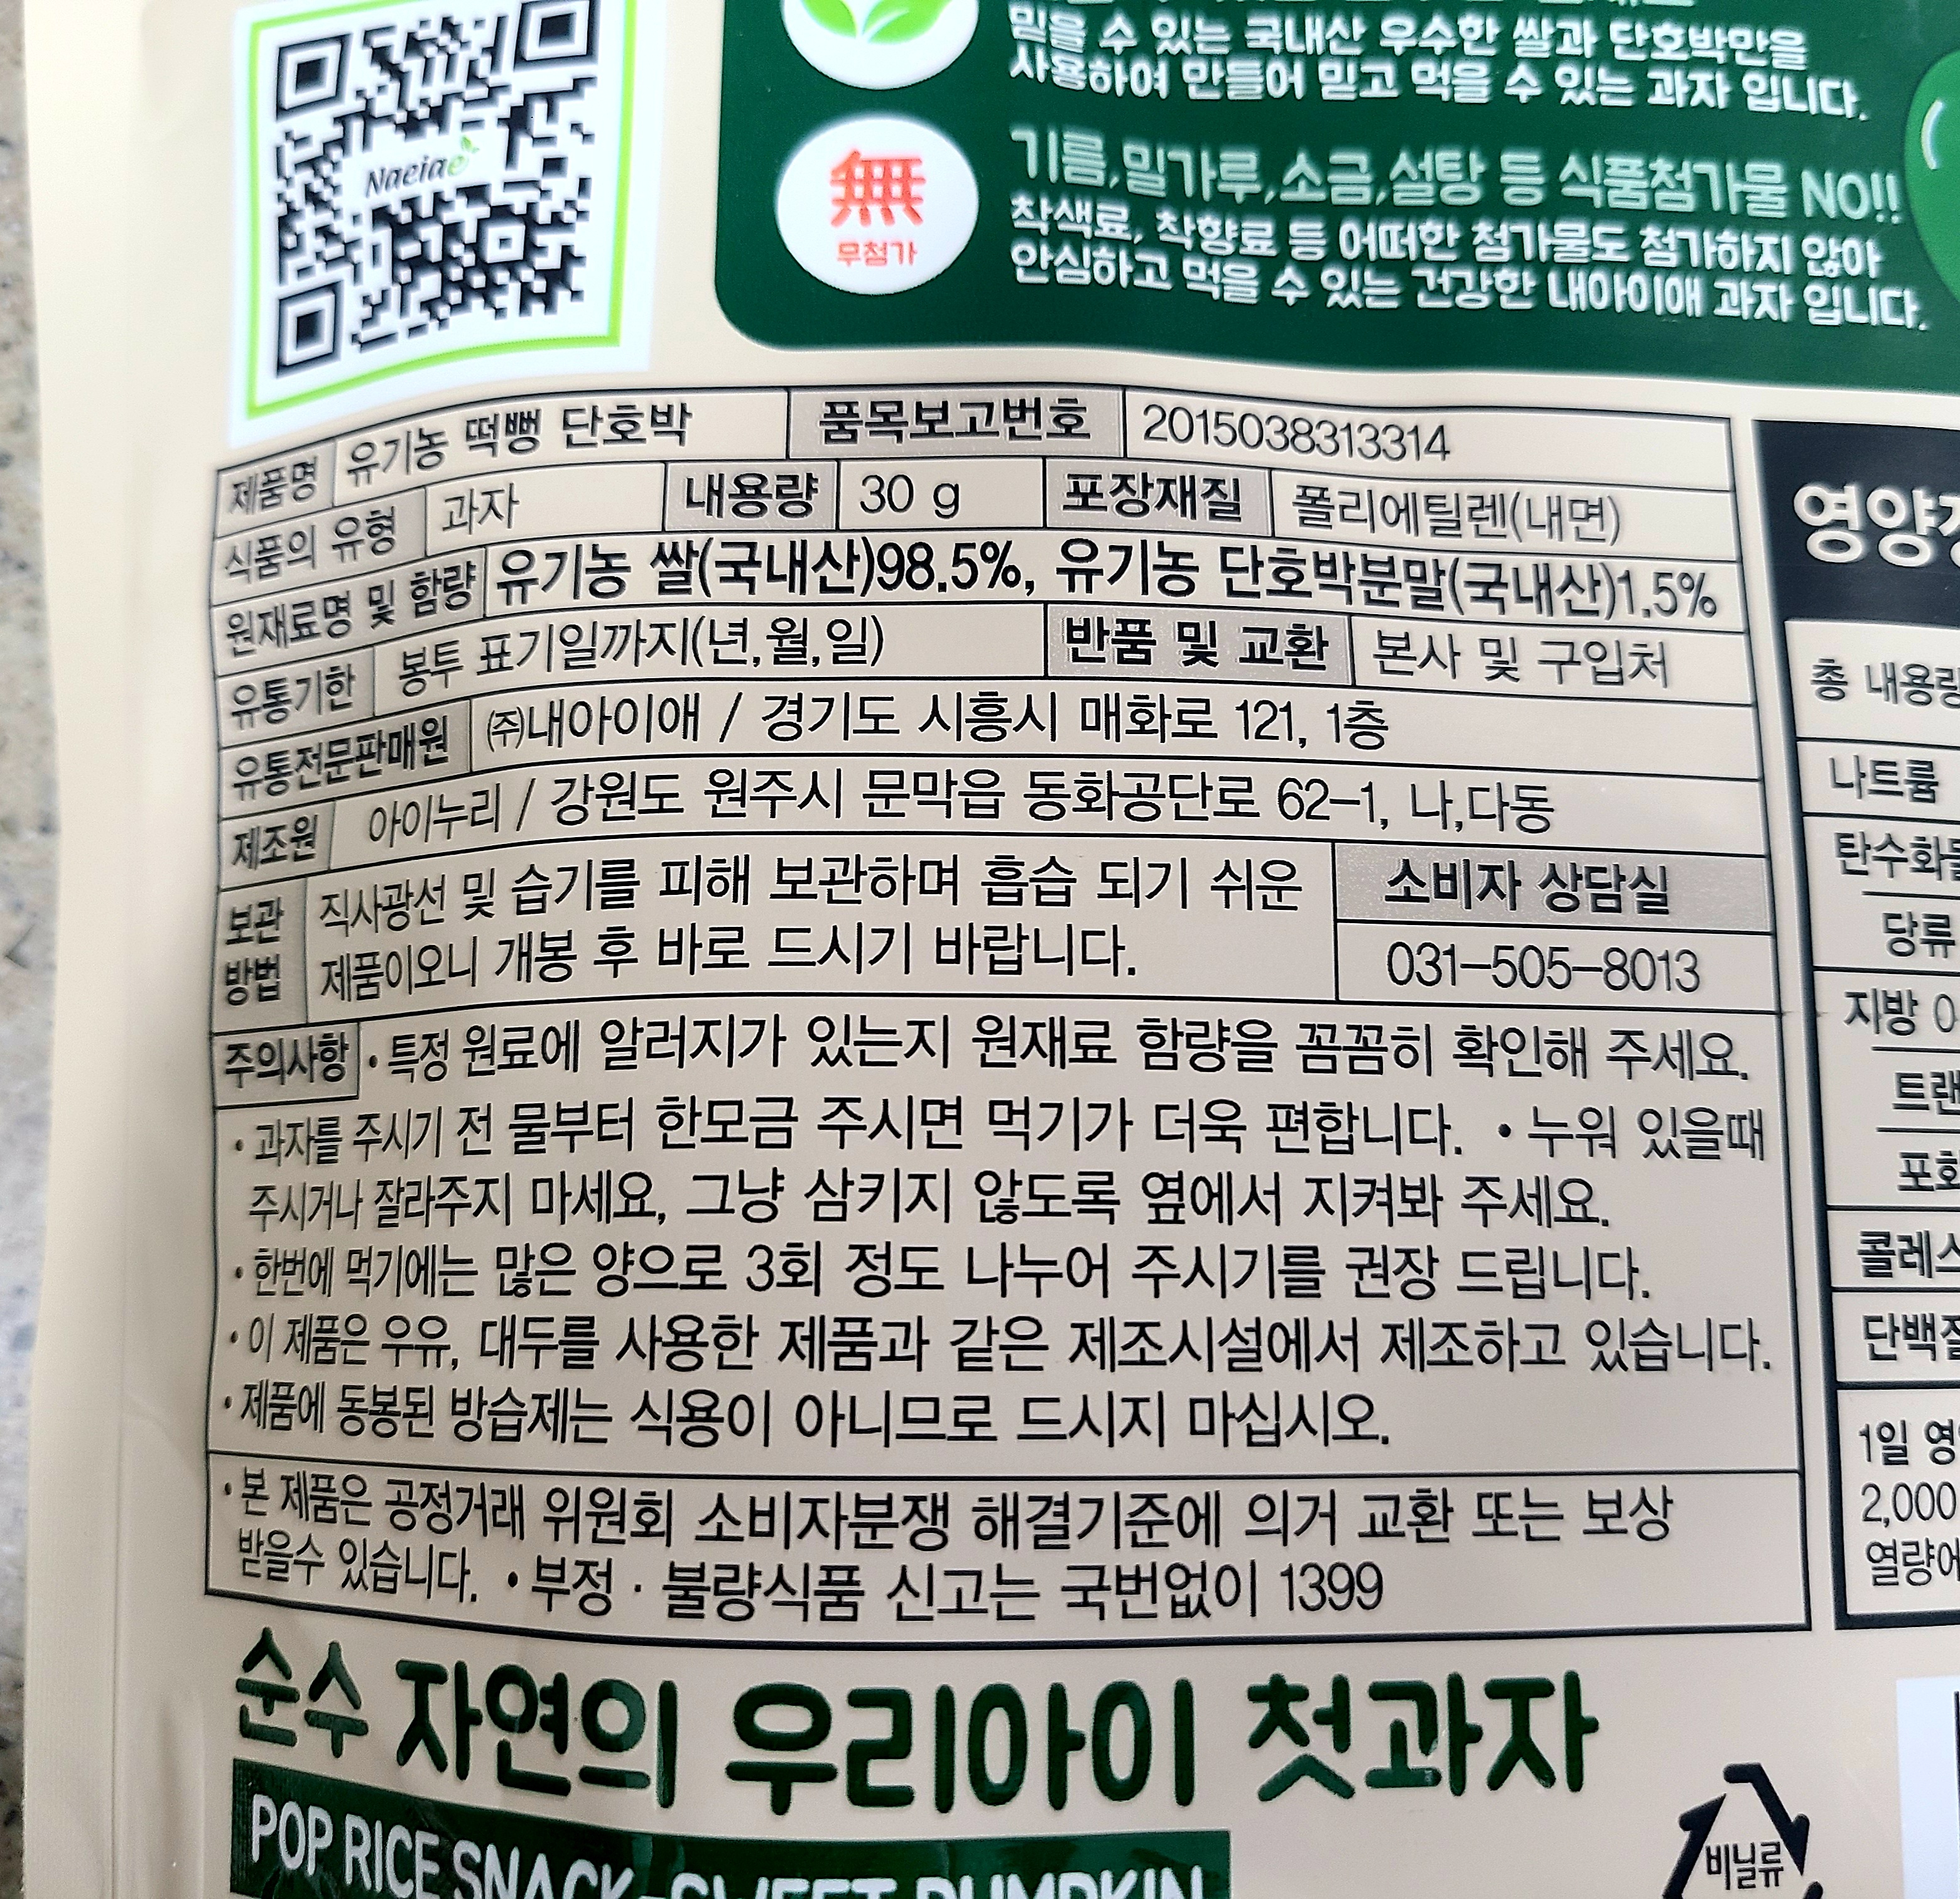 Naeiae
믿을 수 있는 국내산 우수한 쌀과 단호박만을
사용하여 만들어 믿고 먹을 수 있는 과자 입니다.
無
무첨가
기름,밀가루,소금,설탕 등 식품첨가물 NO!!
착색료, 착향료 등 어떠한 첨가물도 첨가하지 않아
안심하고 먹을 수 있는 건강한 내아이애 과자 입니다.
제품명 유기농 떡뻥 단호박 품목보고번호 2015038313314
식품의 유형 과자 내용량 30 g 포장재질 폴리에틸렌(내면)
원재료명 및 함량 유기농 쌀(국내산)98.5%, 유기농 단호박분말(국내산)1.5%
유통기한 봉투 표기일까지(년,월,일) 반품 및 교환 본사 및 구입처
유통전문판매원 ㈜내아이애 / 경기도 시흥시 매화로 121, 1층
제조원 아이누리 / 강원도 원주시 문막읍 동화공단로 62-1, 나,다동
보관 방법 직사광선 및 습기를 피해 보관하며 흡습 되기 쉬운
제품이오니 개봉 후 바로 드시기 바랍니다.
소비자 상담실
031-505-8013
주의사항 • 특정 원료에 알러지가 있는지 원재료 함량을 꼼꼼히 확인해 주세요.
• 과자를 주시기 전 물부터 한모금 주시면 먹기가 더욱 편합니다. • 누워 있을때
주시거나 잘라주지 마세요, 그냥 삼키지 않도록 옆에서 지켜봐 주세요.
• 한번에 먹기에는 많은 양으로 3회 정도 나누어 주시기를 권장 드립니다.
• 이 제품은 우유, 대두를 사용한 제품과 같은 제조시설에서 제조하고 있습니다.
• 제품에 동봉된 방습제는 식용이 아니므로 드시지 마십시오.
• 본 제품은 공정거래 위원회 소비자분쟁 해결기준에 의거 교환 또는 보상
받을수 있습니다. • 부정 · 불량식품 신고는 국번없이 1399
순수 자연의 우리아이 첫과자
POP RICE SNACK-SWEET PUMPKIN
비닐류
총 내용량
나트륨
당류
지방 0
1일
2,000